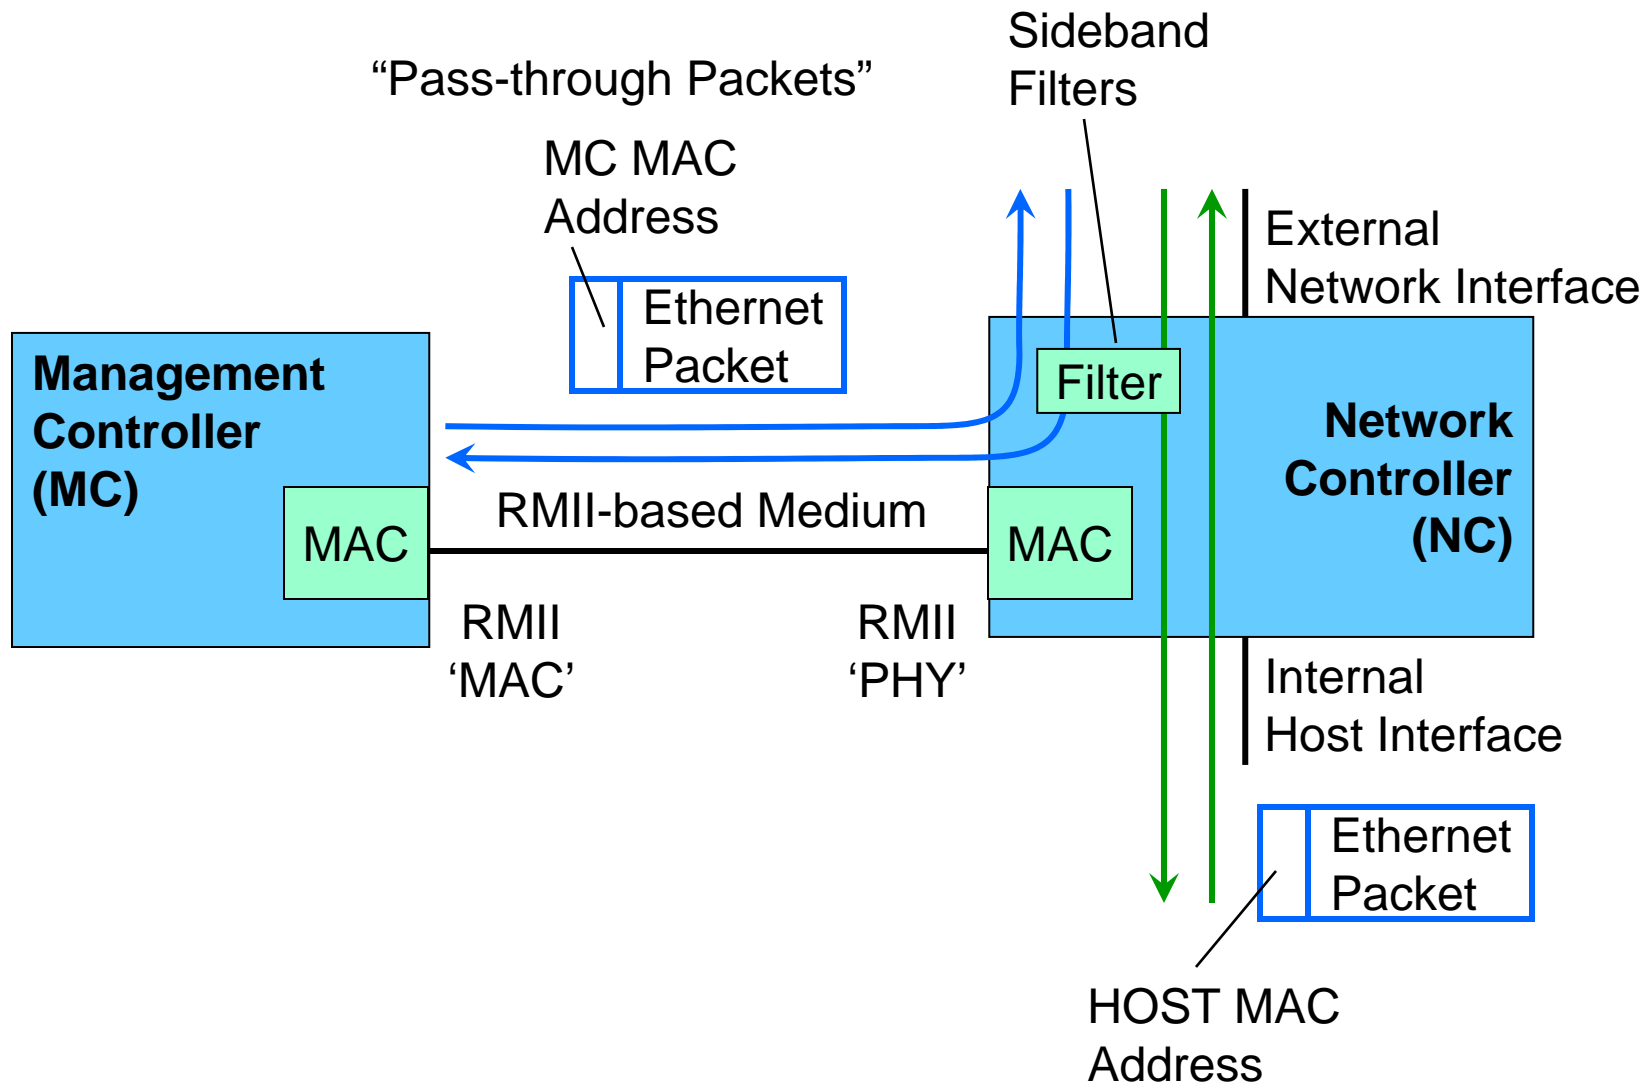 Sideband
Filters
“Pass-through Packets”
MC MAC
Address
External
Network Interface
Ethernet
Packet
Management
Controller
(MC)
Filter
Network
Controller
(NC)
RMII-based Medium
MAC
MAC
RMII
‘MAC’
RMII
‘PHY’
Internal
Host Interface
Ethernet
Packet
HOST MAC
Address